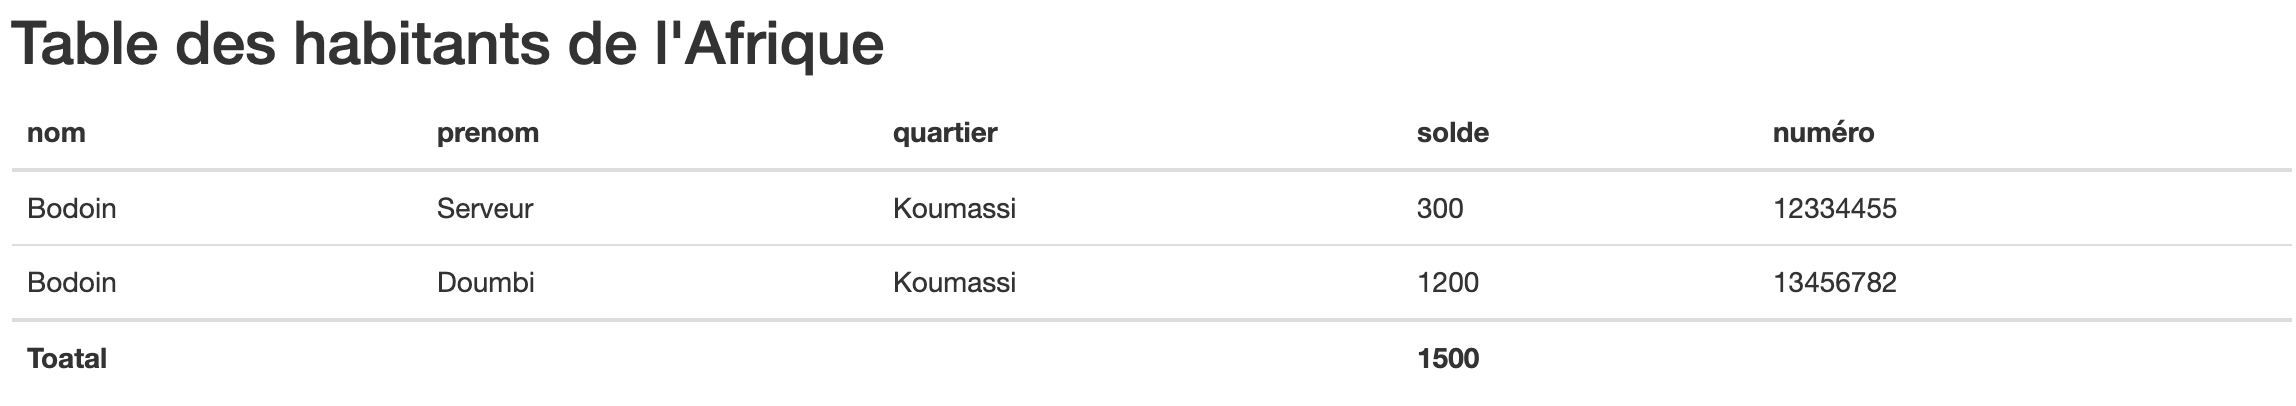 Table des habitants de l'Afrique
nom prenom quartier solde numéro
Bodoin Serveur Koumassi 300 12334455
Bodoin Doumbi Koumassi 1200 13456782
Toatal 1500